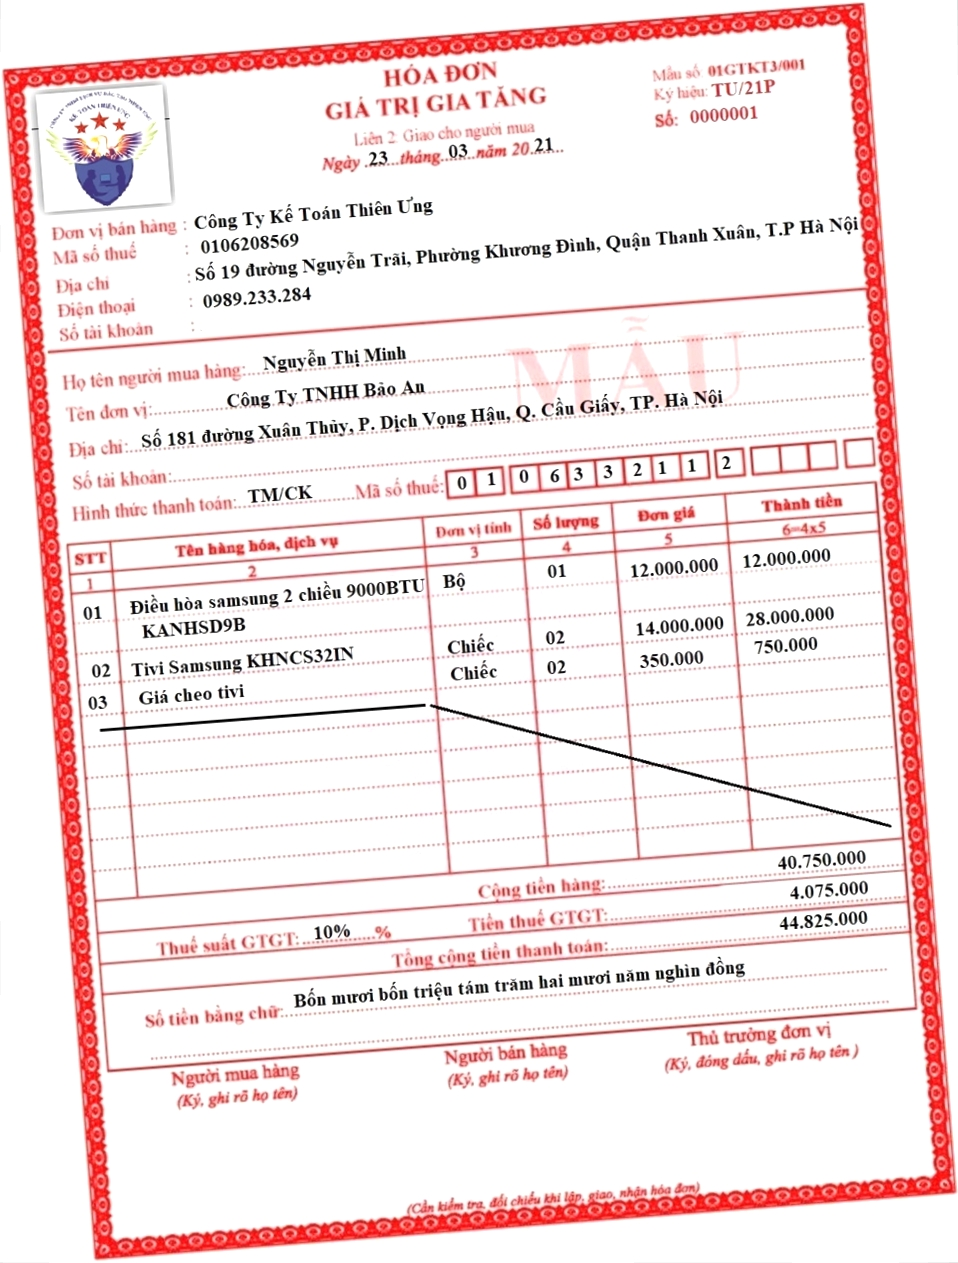 HÓA ĐƠN
GIÁ TRỊ GIA TĂNG
Liên 2 Giao cho người mua
Ngày .23...tháng..03...năm 20.21....
Mẫu số: 01GTKT3/001
Ký hiệu: TU/21P
Số: 0000001
KẾ TOÁN THIÊN ƯNG
Đơn vị bán hàng : Công Ty Kế Toán Thiên Ưng
Mã số thuế : 0106208569
Địa chỉ : Số 19 đường Nguyễn Trãi, Phường Khương Đình, Quận Thanh Xuân, T.P Hà Nội
Điện thoại : 0989.233.284
Số tài khoản :
MẪU
Họ tên người mua hàng: Nguyễn Thị Minh
Tên đơn vị: Công Ty TNHH Bảo An
Địa chỉ: Số 181 đường Xuân Thủy, P. Dịch Vọng Hậu, Q. Cầu Giấy, TP. Hà Nội
Số tài khoản:
Hình thức thanh toán: TM/CK Mã số thuế: 0 1 0 6 3 3 2 1 1 2
STT Tên hàng hóa, dịch vụ Đơn vị tính Số lượng Đơn giá Thành tiền
1 2 3 4 5 6=4x5
01 Điều hòa samsung 2 chiều 9000BTU Bộ 01 12.000.000 12.000.000
KANHSD9B
02 Tivi Samsung KHNCS32IN Chiếc 02 14.000.000 28.000.000
03 Giá cheo tivi Chiếc 02 350.000 750.000
Cộng tiền hàng: 40.750.000
Thuế suất GTGT: 10% % Tiền thuế GTGT: 4.075.000
Tổng cộng tiền thanh toán: 44.825.000
Số tiền bằng chữ: Bốn mươi bốn triệu tám trăm hai mươi năm nghìn đồng
Người mua hàng Người bán hàng Thủ trưởng đơn vị
(Ký, ghi rõ họ tên) (Ký, ghi rõ họ tên) (Ký, đóng dấu, ghi rõ họ tên )
(Cần kiểm tra, đối chiếu khi lập, giao, nhận hóa đơn)